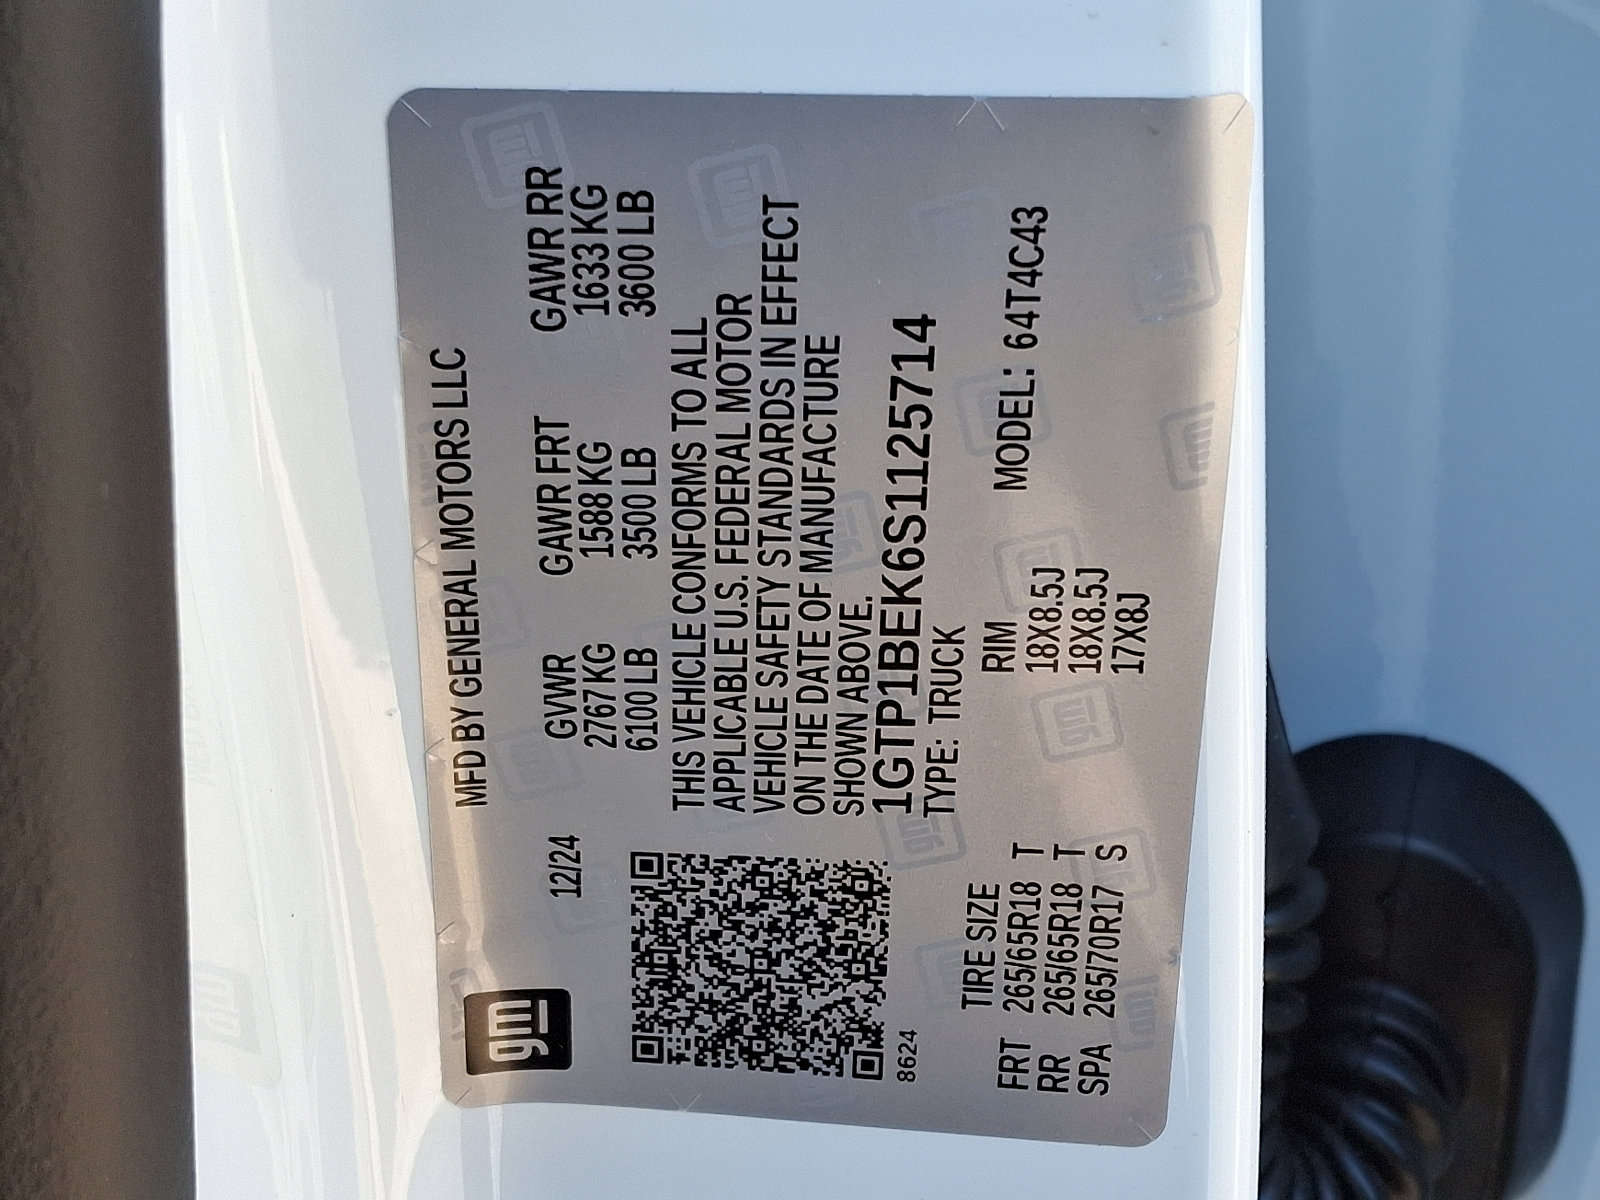 gm
MFD BY GENERAL MOTORS LLC
12/24
GVWR GAWR FRT GAWR RR
2767 KG 1588 KG 1633 KG
6100 LB 3500 LB 3600 LB
THIS VEHICLE CONFORMS TO ALL
APPLICABLE U.S. FEDERAL MOTOR
VEHICLE SAFETY STANDARDS IN EFFECT
ON THE DATE OF MANUFACTURE
SHOWN ABOVE.
1GTP1BEK6S1125714
TYPE: TRUCK
8624
MODEL: 64T4C43
TIRE SIZE RIM
FRT 265/65R18 T 18X8.5J
RR 265/65R18 T 18X8.5J
SPA 265/70R17 S 17X8J